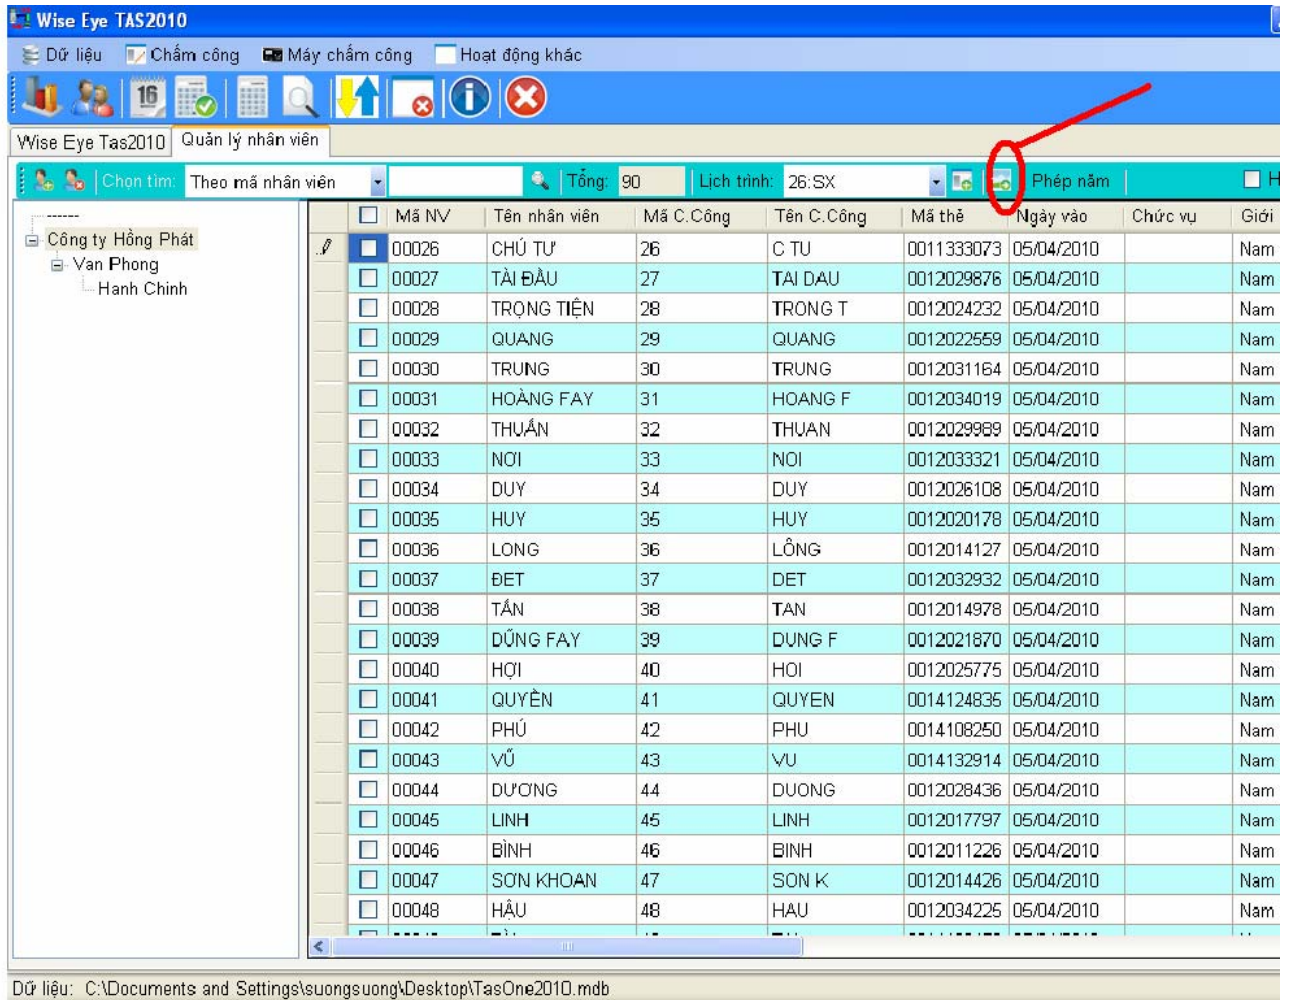 Wise Eye TAS2010
Dữ liệu Chấm công Máy chấm công Hoạt động khác
16
Wise Eye Tas2010 Quản lý nhân viên
Chọn tìm: Theo mã nhân viên Tổng: 90 Lịch trình: 26:SX Phép năm H
Mã NV Tên nhân viên Mã C.Công Tên C.Công Mã thẻ Ngày vào Chức vụ Giới
------
Công ty Hồng Phát
Van Phong
Hanh Chinh
00026 CHÚ TƯ 26 C TU 0011333073 05/04/2010 Nam
00027 TÀI ĐẦU 27 TAI DAU 0012029876 05/04/2010 Nam
00028 TRỌNG TIỆN 28 TRONG T 0012024232 05/04/2010 Nam
00029 QUANG 29 QUANG 0012022559 05/04/2010 Nam
00030 TRUNG 30 TRUNG 0012031164 05/04/2010 Nam
00031 HOÀNG FAY 31 HOANG F 0012034019 05/04/2010 Nam
00032 THUẤN 32 THUAN 0012029989 05/04/2010 Nam
00033 NƠI 33 NOI 0012033321 05/04/2010 Nam
00034 DUY 34 DUY 0012026108 05/04/2010 Nam
00035 HUY 35 HUY 0012020178 05/04/2010 Nam
00036 LONG 36 LÔNG 0012014127 05/04/2010 Nam
00037 ĐET 37 DET 0012032932 05/04/2010 Nam
00038 TẤN 38 TAN 0012014978 05/04/2010 Nam
00039 DŨNG FAY 39 DUNG F 0012021870 05/04/2010 Nam
00040 HỢI 40 HOI 0012025775 05/04/2010 Nam
00041 QUYỀN 41 QUYEN 0014124835 05/04/2010 Nam
00042 PHÚ 42 PHU 0014108250 05/04/2010 Nam
00043 VŨ 43 VU 0014132914 05/04/2010 Nam
00044 DƯƠNG 44 DUONG 0012028436 05/04/2010 Nam
00045 LINH 45 LINH 0012017797 05/04/2010 Nam
00046 BÌNH 46 BINH 0012011226 05/04/2010 Nam
00047 SƠN KHOAN 47 SON K 0012014426 05/04/2010 Nam
00048 HẬU 48 HAU 0012034225 05/04/2010 Nam
Dữ liệu: C:\Documents and Settings\suongsuong\Desktop\TasOne2010.mdb